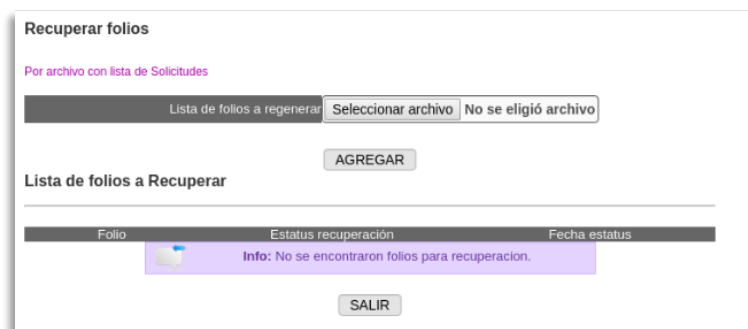 Recuperar folios
Por archivo con lista de Solicitudes
Lista de folios a regenerar Seleccionar archivo No se eligió archivo
AGREGAR
Lista de folios a Recuperar
Folio Estatus recuperación Fecha estatus
Info: No se encontraron folios para recuperacion.
SALIR